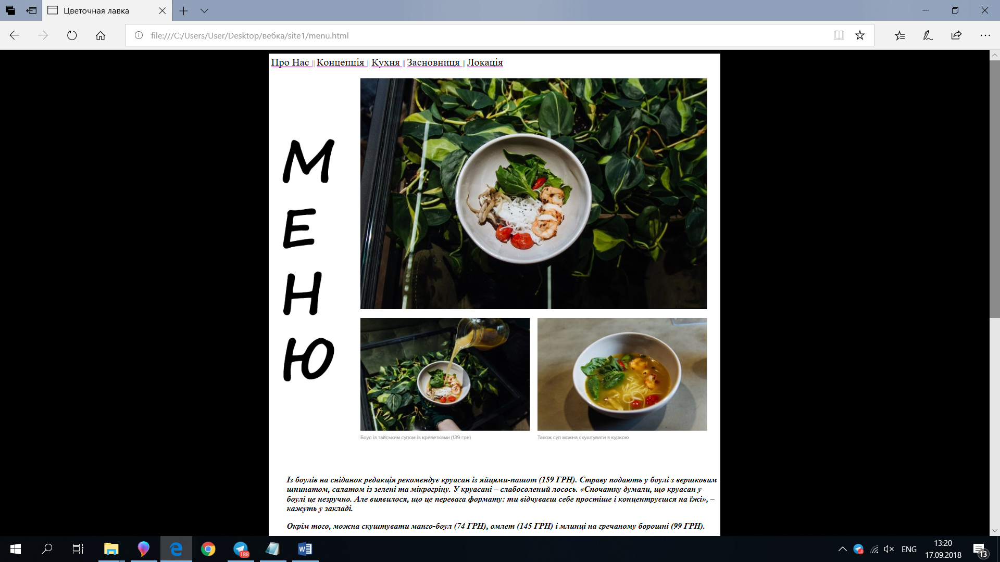 Цветочная лавка
file:///C:/Users/User/Desktop/вебка/site1/menu.html
Про Нас || Концепція || Кухня || Засновниця || Локація
М
Е
Н
Ю
Боул із тайським супом із креветками (139 грн)
Також суп можна скуштувати з куркою
Із боулів на сніданок редакція рекомендує круасан із яйцями-пашот (159 ГРН). Страву подають у боулі з вершковим
шпинатом, салатом із зелені та мікрогріну. У круасані – слабосолений лосось. «Спочатку думали, що круасан у
боулі це незручно. Але виявилося, що це перевага формату: ти відчуваєш себе простіше і концентруєшся на їжі», –
кажуть у закладі.
Окрім того, можна скуштувати манго-боул (74 ГРН), омлет (145 ГРН) і млинці на гречаному борошні (99 ГРН).
188
8
ENG
13:20
17.09.2018
13